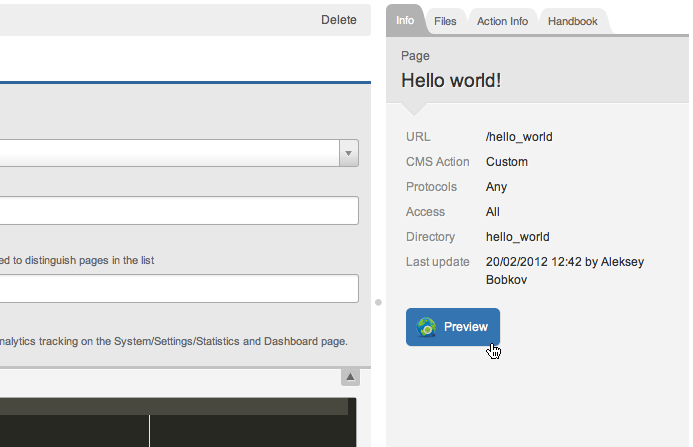 Delete
ed to distinguish pages in the list
nalytics tracking on the System/Settings/Statistics and Dashboard page.
Info Files Action Info Handbook
Page
Hello world!
URL /hello_world
CMS Action Custom
Protocols Any
Access All
Directory hello_world
Last update 20/02/2012 12:42 by Aleksey
Bobkov
Preview